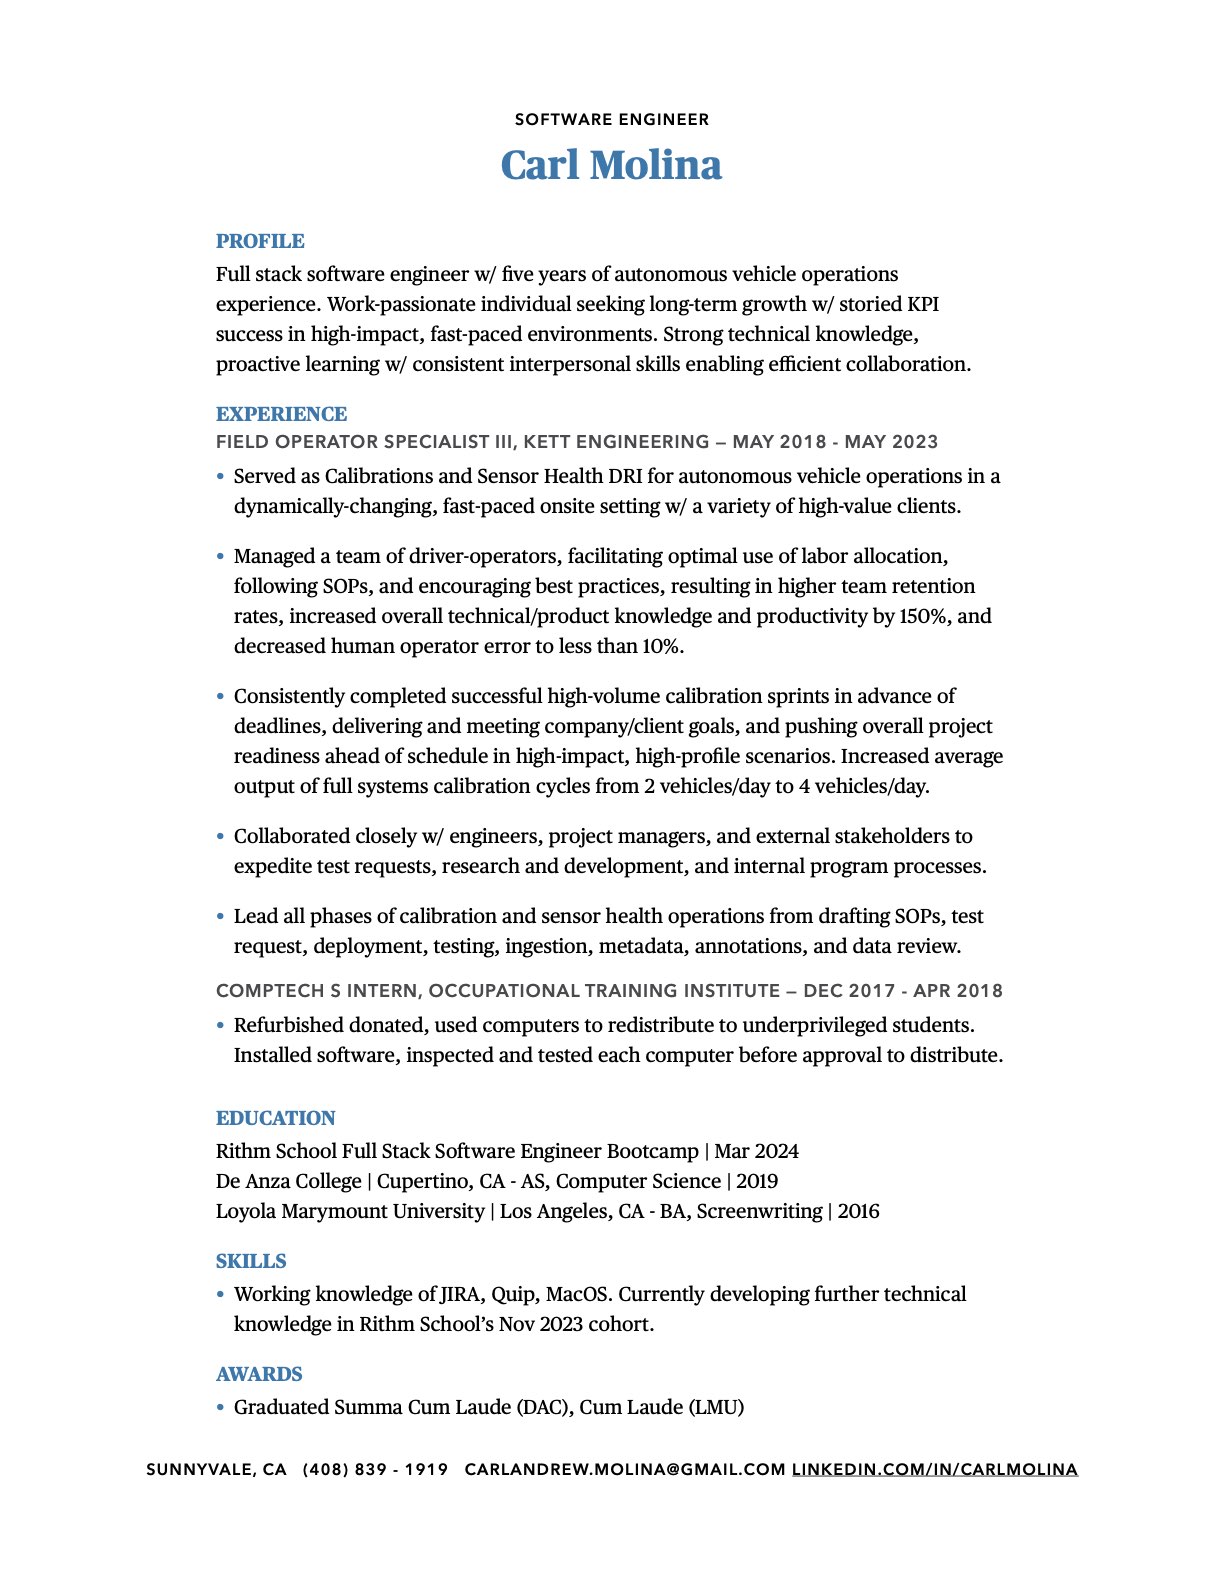 SOFTWARE ENGINEER
Carl Molina
PROFILE
Full stack software engineer w/ five years of autonomous vehicle operations
experience. Work-passionate individual seeking long-term growth w/ storied KPI
success in high-impact, fast-paced environments. Strong technical knowledge,
proactive learning w/ consistent interpersonal skills enabling efficient collaboration.
EXPERIENCE
FIELD OPERATOR SPECIALIST III, KETT ENGINEERING – MAY 2018 - MAY 2023
• Served as Calibrations and Sensor Health DRI for autonomous vehicle operations in a
dynamically-changing, fast-paced onsite setting w/ a variety of high-value clients.
• Managed a team of driver-operators, facilitating optimal use of labor allocation,
following SOPs, and encouraging best practices, resulting in higher team retention
rates, increased overall technical/product knowledge and productivity by 150%, and
decreased human operator error to less than 10%.
• Consistently completed successful high-volume calibration sprints in advance of
deadlines, delivering and meeting company/client goals, and pushing overall project
readiness ahead of schedule in high-impact, high-profile scenarios. Increased average
output of full systems calibration cycles from 2 vehicles/day to 4 vehicles/day.
• Collaborated closely w/ engineers, project managers, and external stakeholders to
expedite test requests, research and development, and internal program processes.
• Lead all phases of calibration and sensor health operations from drafting SOPs, test
request, deployment, testing, ingestion, metadata, annotations, and data review.
COMPTECH S INTERN, OCCUPATIONAL TRAINING INSTITUTE – DEC 2017 - APR 2018
• Refurbished donated, used computers to redistribute to underprivileged students.
Installed software, inspected and tested each computer before approval to distribute.
EDUCATION
Rithm School Full Stack Software Engineer Bootcamp | Mar 2024
De Anza College | Cupertino, CA - AS, Computer Science | 2019
Loyola Marymount University | Los Angeles, CA - BA, Screenwriting | 2016
SKILLS
• Working knowledge of JIRA, Quip, MacOS. Currently developing further technical
knowledge in Rithm School’s Nov 2023 cohort.
AWARDS
• Graduated Summa Cum Laude (DAC), Cum Laude (LMU)
SUNNYVALE, CA (408) 839 - 1919 CARLANDREW.MOLINA@GMAIL.COM LINKEDIN.COM/IN/CARLMOLINA